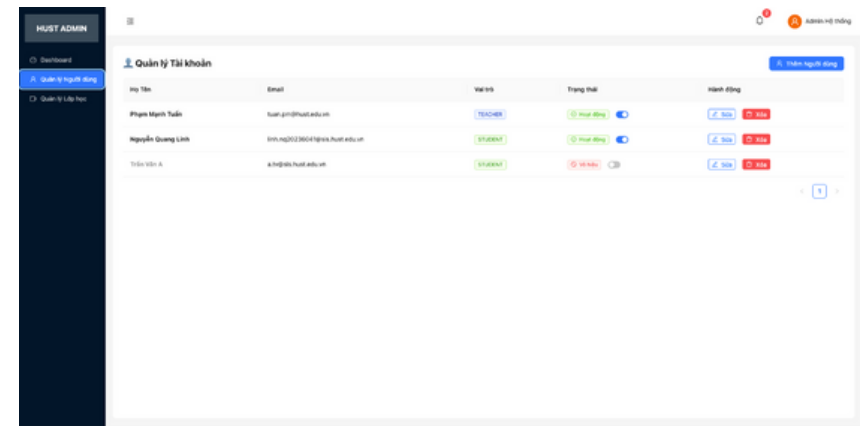 HUST ADMIN
Admin Hệ thống
Dashboard
Quản lý Người dùng
Quản lý Lớp học
Quản lý Tài khoản
Thêm Người dùng
Họ Tên Email Vai trò Trạng thái Hành động
Phạm Mạnh Tuấn tuan.pm@hust.edu.vn TEACHER Hoạt động Sửa Xóa
Nguyễn Quang Linh linh.nq20236041@sis.hust.edu.vn STUDENT Hoạt động Sửa Xóa
Trần Văn A STUDENT Vô hiệu Sửa Xóa
1